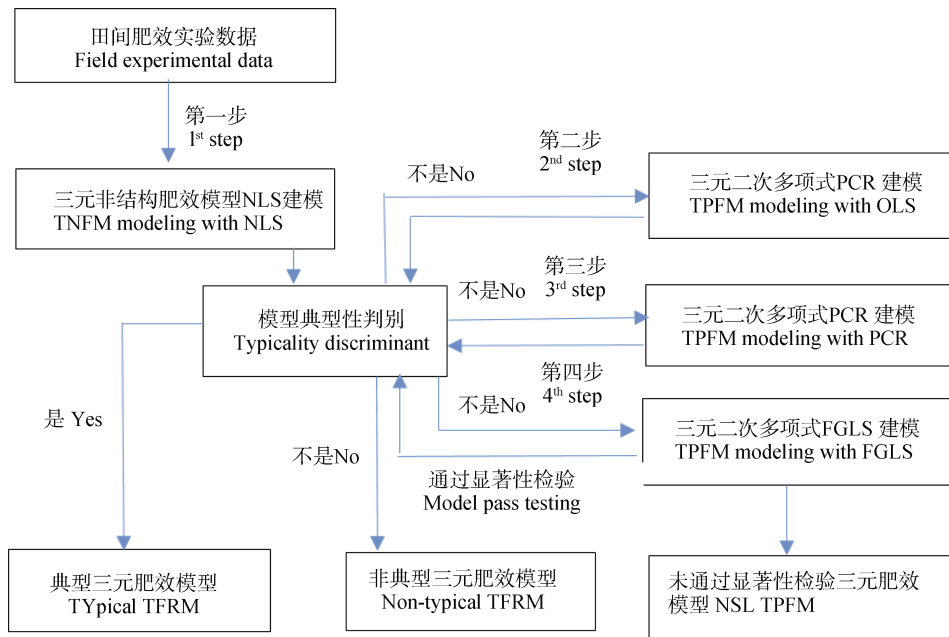 田间肥效实验数据
Field experimental data
第一步
1st step
三元非结构肥效模型NLS建模
TNFM modeling with NLS
不是No
第二步
2nd step
三元二次多项式PCR 建模
TPFM modeling with OLS
模型典型性判别
Typicality discriminant
不是No
第三步
3rd step
三元二次多项式PCR 建模
TPFM modeling with PCR
是 Yes
不是No
不是No
第四步
4th step
三元二次多项式FGLS 建模
TPFM modeling with FGLS
通过显著性检验
Model pass testing
典型三元肥效模型
TYpical TFRM
非典型三元肥效模型
Non-typical TFRM
未通过显著性检验三元肥效
模型 NSL TPFM